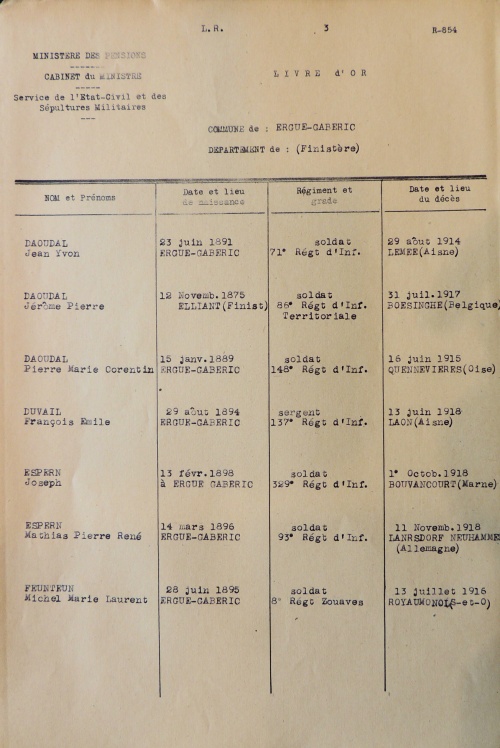 L.R. 3 R-854
MINISTERE DES PENSIONS
CABINET du MINISTRE
Service de l'Etat-Civil et des
Sépultures Militaires
LIVRE d'OR
COMMUNE de : ERGUE-GABERIC
DEPARTEMENT de : (Finistère)
NOM et Prénoms | Date et lieu de naissance | Régiment et grade | Date et lieu du décès
DAOUDAL 23 juin 1891 soldat 29 août 1914
Jean Yvon ERGUE-GABERIC 71° Régt d'Inf. LEMEE(Aisne)
DAOUDAL 12 Novemb.1875 soldat 31 juil.1917
Jérôme Pierre ELLIANT(Finist) 86° Régt d'Inf. BOESINGHE(Belgique
Territoriale
DAOUDAL 15 janv.1889 soldat 16 juin 1915
Pierre Marie Corentin ERGUE-GABERIC 148° Régt d'Inf. QUENNEVIERES(Oise)
DUVAIL 29 août 1894 sergent 13 juin 1918
François Emile ERGUE-GABERIC 137° Régt d'Inf. LAON(Aisne)
ESPERN 13 févr.1898 soldat 1° Octob.1918
Joseph à ERGUE GABERIC 329° Régt d'Inf. BOUVANCOURT(Marne)
ESPERN 14 mars 1896 soldat 11 Novemb.1918
Mathias Pierre René ERGUE-GABERIC 93° Régt d'Inf. LANRSDORF NEUHAMME
(Allemagne)
FEUNTEUN 28 juin 1895 soldat 13 juillet 1916
Michel Marie Laurent ERGUE-GABERIC 8° Régt Zouaves ROYAUMONO(S-et-O)